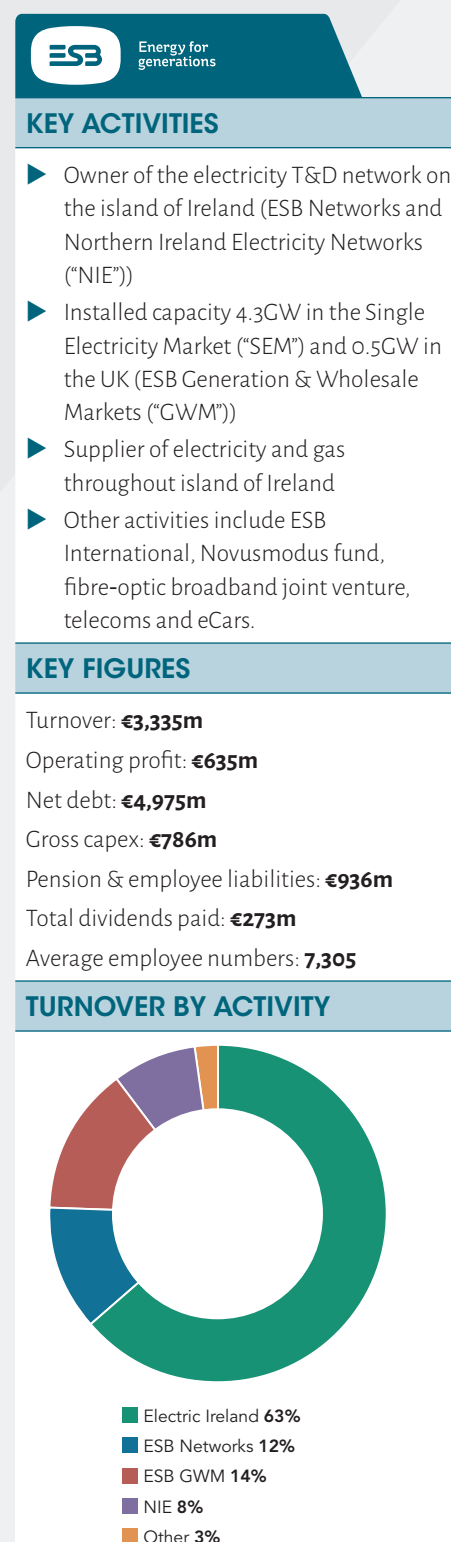 ESB
Energy for
generations
KEY ACTIVITIES
▶ Owner of the electricity T&D network on
the island of Ireland (ESB Networks and
Northern Ireland Electricity Networks
(“NIE”))
▶ Installed capacity 4.3GW in the Single
Electricity Market (“SEM”) and 0.5GW in
the UK (ESB Generation & Wholesale
Markets (“GWM”))
▶ Supplier of electricity and gas
throughout island of Ireland
▶ Other activities include ESB
International, Novusmodus fund,
fibre-optic broadband joint venture,
telecoms and eCars.
KEY FIGURES
Turnover: €3,335m
Operating profit: €635m
Net debt: €4,975m
Gross capex: €786m
Pension & employee liabilities: €936m
Total dividends paid: €273m
Average employee numbers: 7,305
TURNOVER BY ACTIVITY
Electric Ireland 63%
ESB Networks 12%
ESB GWM 14%
NIE 8%
Other 3%